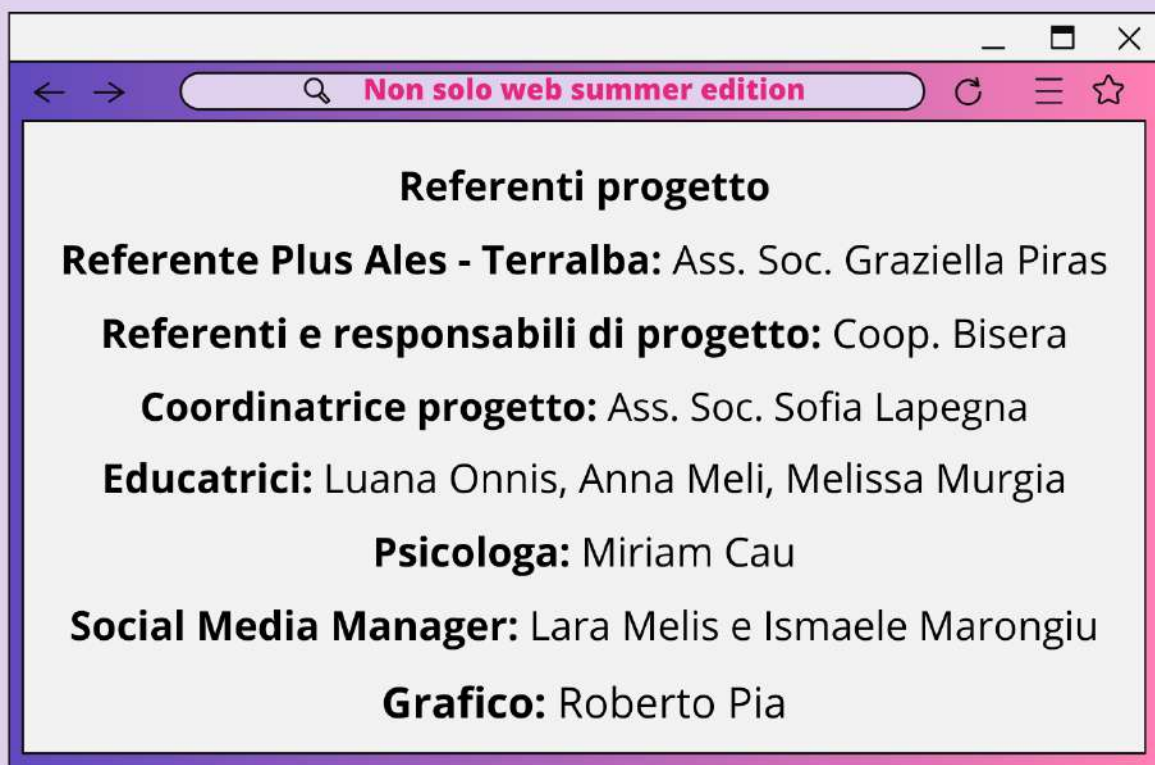 Non solo web summer edition
Referenti progetto
Referente Plus Ales - Terralba: Ass. Soc. Graziella Piras
Referenti e responsabili di progetto: Coop. Bisera
Coordinatrice progetto: Ass. Soc. Sofia Lapegna
Educatrici: Luana Onnis, Anna Meli, Melissa Murgia
Psicologa: Miriam Cau
Social Media Manager: Lara Melis e Ismaele Marongiu
Grafico: Roberto Pia